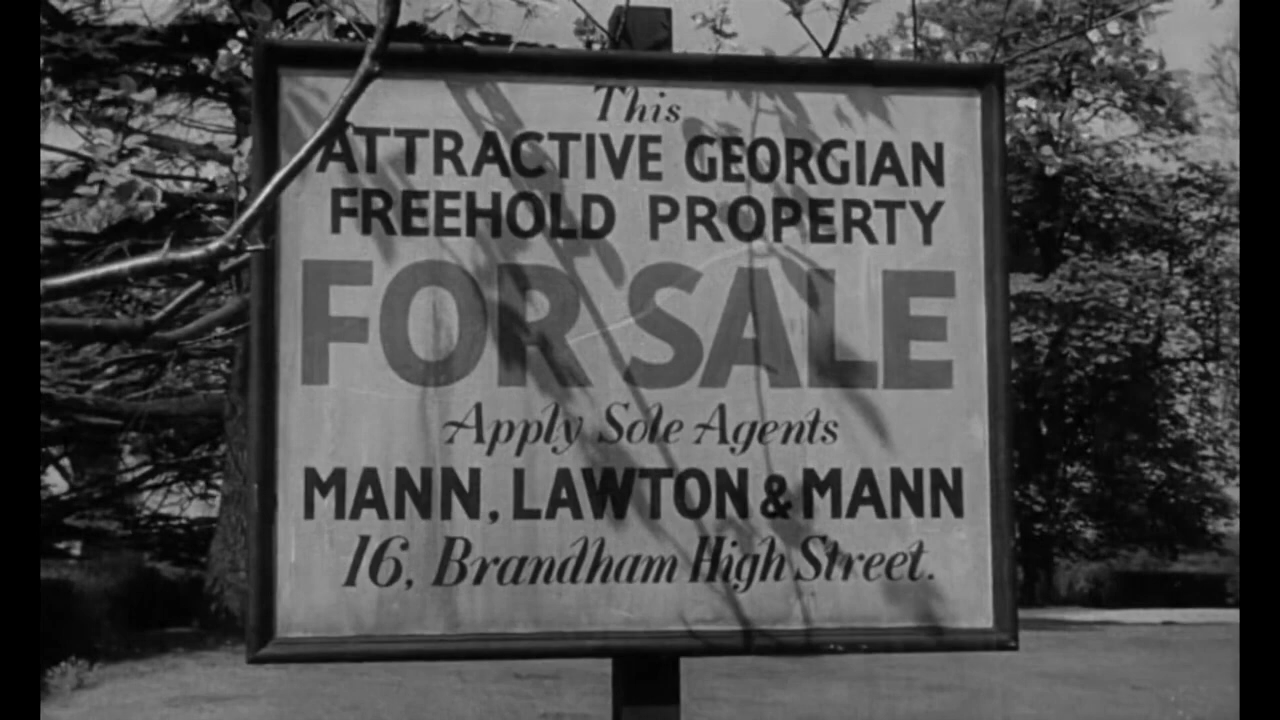 This
ATTRACTIVE GEORGIAN
FREEHOLD PROPERTY
FOR SALE
Apply Sole Agents
MANN, LAWTON & MANN
16, Brandham High Street.